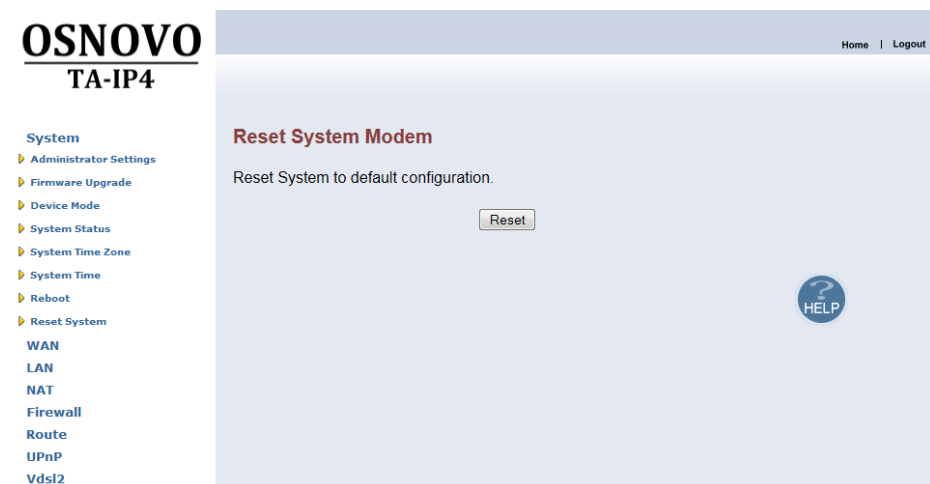 OSNOVO
TA-IP4
Home | Logout
System
Administrator Settings
Firmware Upgrade
Device Mode
System Status
System Time Zone
System Time
Reboot
Reset System
WAN
LAN
NAT
Firewall
Route
UPnP
Vdsl2
Reset System Modem
Reset System to default configuration.
Reset
?
HELP